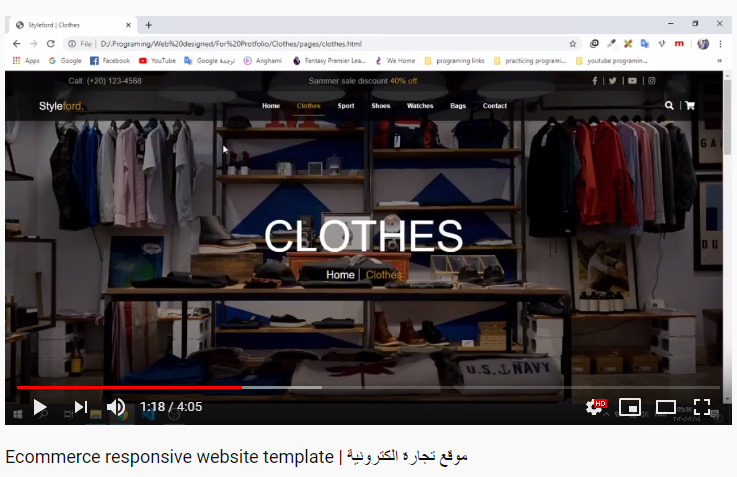 Styleford | Clothes
File | D:/.Programing/Web%20designed/For%20Protfolio/Clothes/pages/clothes.html
Apps Google Facebook YouTube Google ترجمة Anghami Fantasy Premier Lea... We Home programing links practicing programi... youtube programin...
Call: (+20) 123-4568 Sammer sale discount 40% off.
Styleford. Home Clothes Sport Shoes Watches Bags Contact
CLOTHES
Home | Clothes
U.S. NAVY
1:18 / 4:05 HD
Ecommerce responsive website template | موقع تجاره الكترونية